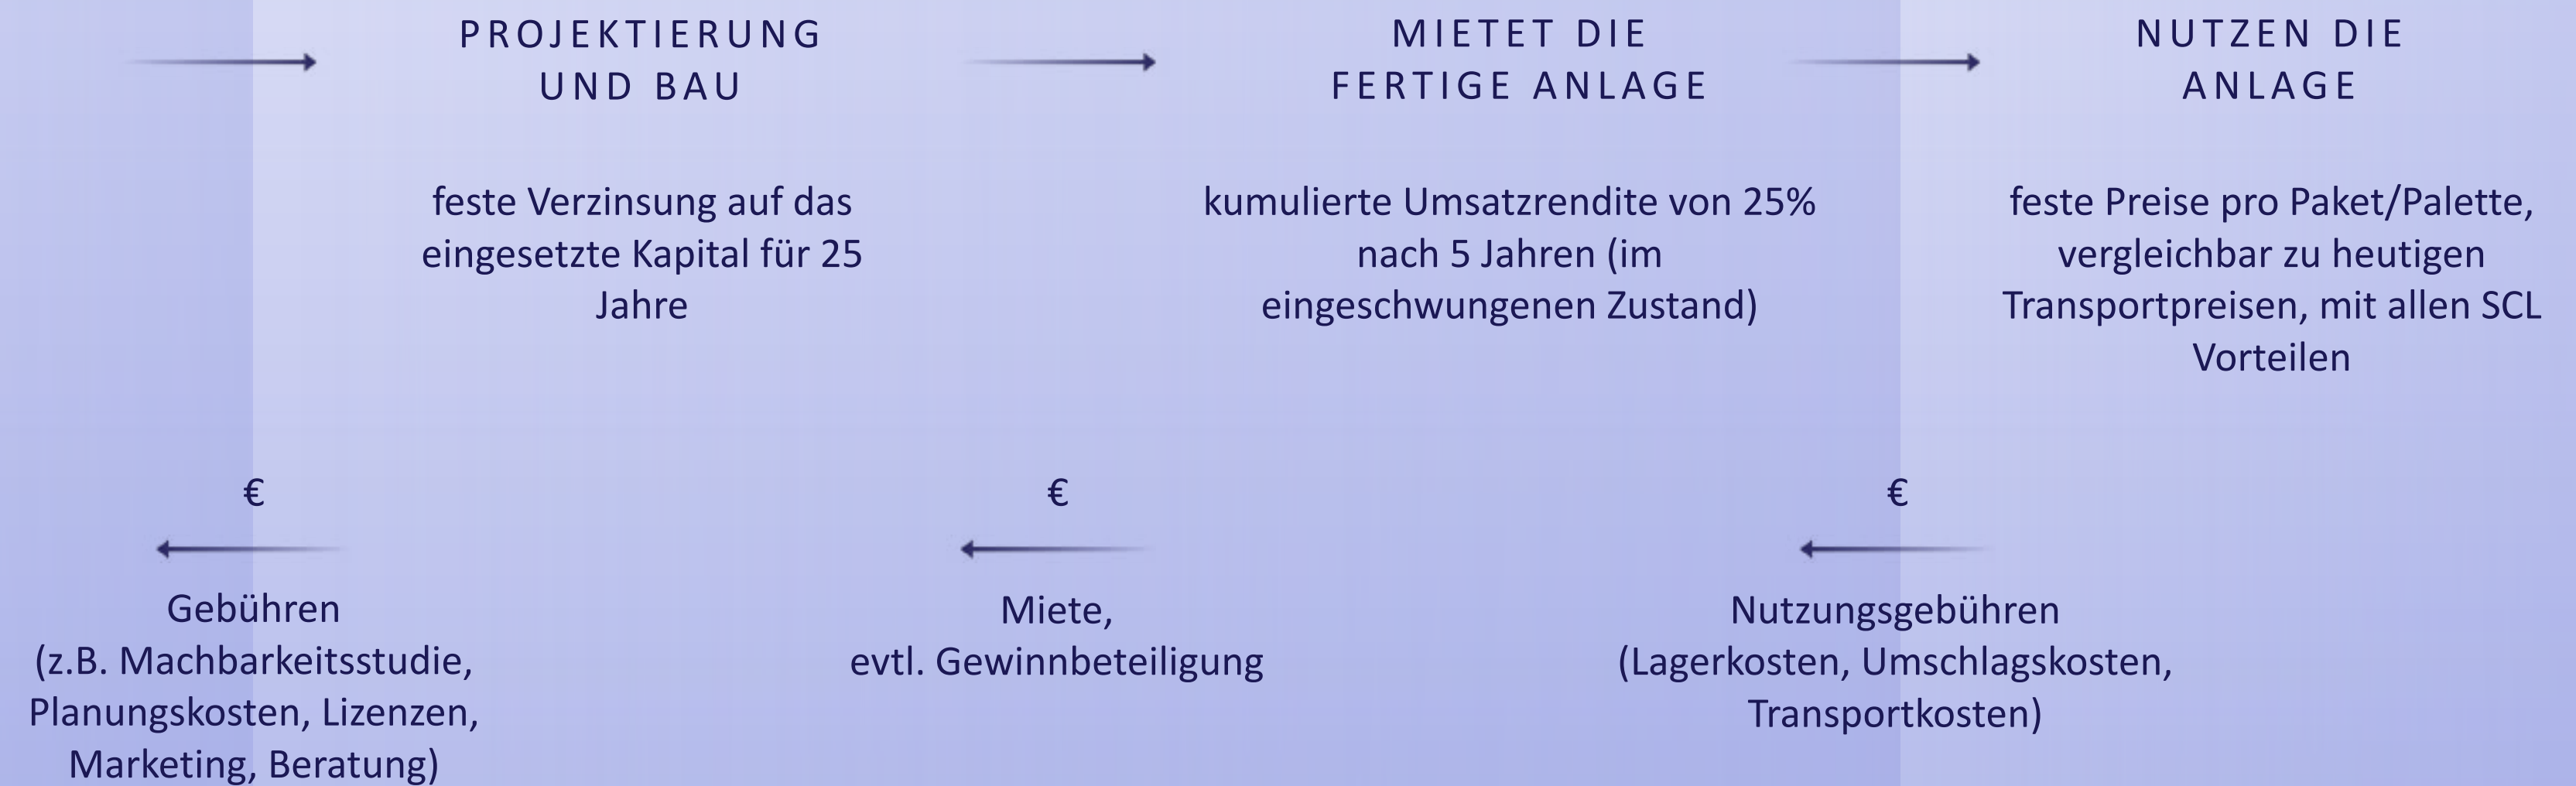 PROJEKTIERUNG
UND BAU
feste Verzinsung auf das
eingesetzte Kapital für 25
Jahre
MIETET DIE
FERTIGE ANLAGE
kumulierte Umsatzrendite von 25%
nach 5 Jahren (im
eingeschwungenen Zustand)
NUTZEN DIE
ANLAGE
feste Preise pro Paket/Palette,
vergleichbar zu heutigen
Transportpreisen, mit allen SCL
Vorteilen
€
Gebühren
(z.B. Machbarkeitsstudie,
Planungskosten, Lizenzen,
Marketing, Beratung)
€
Miete,
evtl. Gewinnbeteiligung
€
Nutzungsgebühren
(Lagerkosten, Umschlagskosten,
Transportkosten)